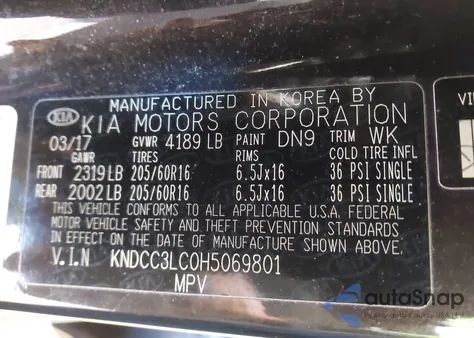 MANUFACTURED IN KOREA BY
KIA KIA MOTORS CORPORATION
03/17 GVWR 4189 LB PAINT DN9 TRIM WK
GAWR TIRES RIMS COLD TIRE INFL
FRONT 2319 LB 205/60R16 6.5Jx16 36 PSI SINGLE
REAR 2002 LB 205/60R16 6.5Jx16 36 PSI SINGLE
THIS VEHICLE CONFORMS TO ALL APPLICABLE U.S.A. FEDERAL
MOTOR VEHICLE SAFETY AND THEFT PREVENTION STANDARDS
IN EFFECT ON THE DATE OF MANUFACTURE SHOWN ABOVE.
V.I.N KNDCC3LC0H5069801
MPV
VI
autoSnap